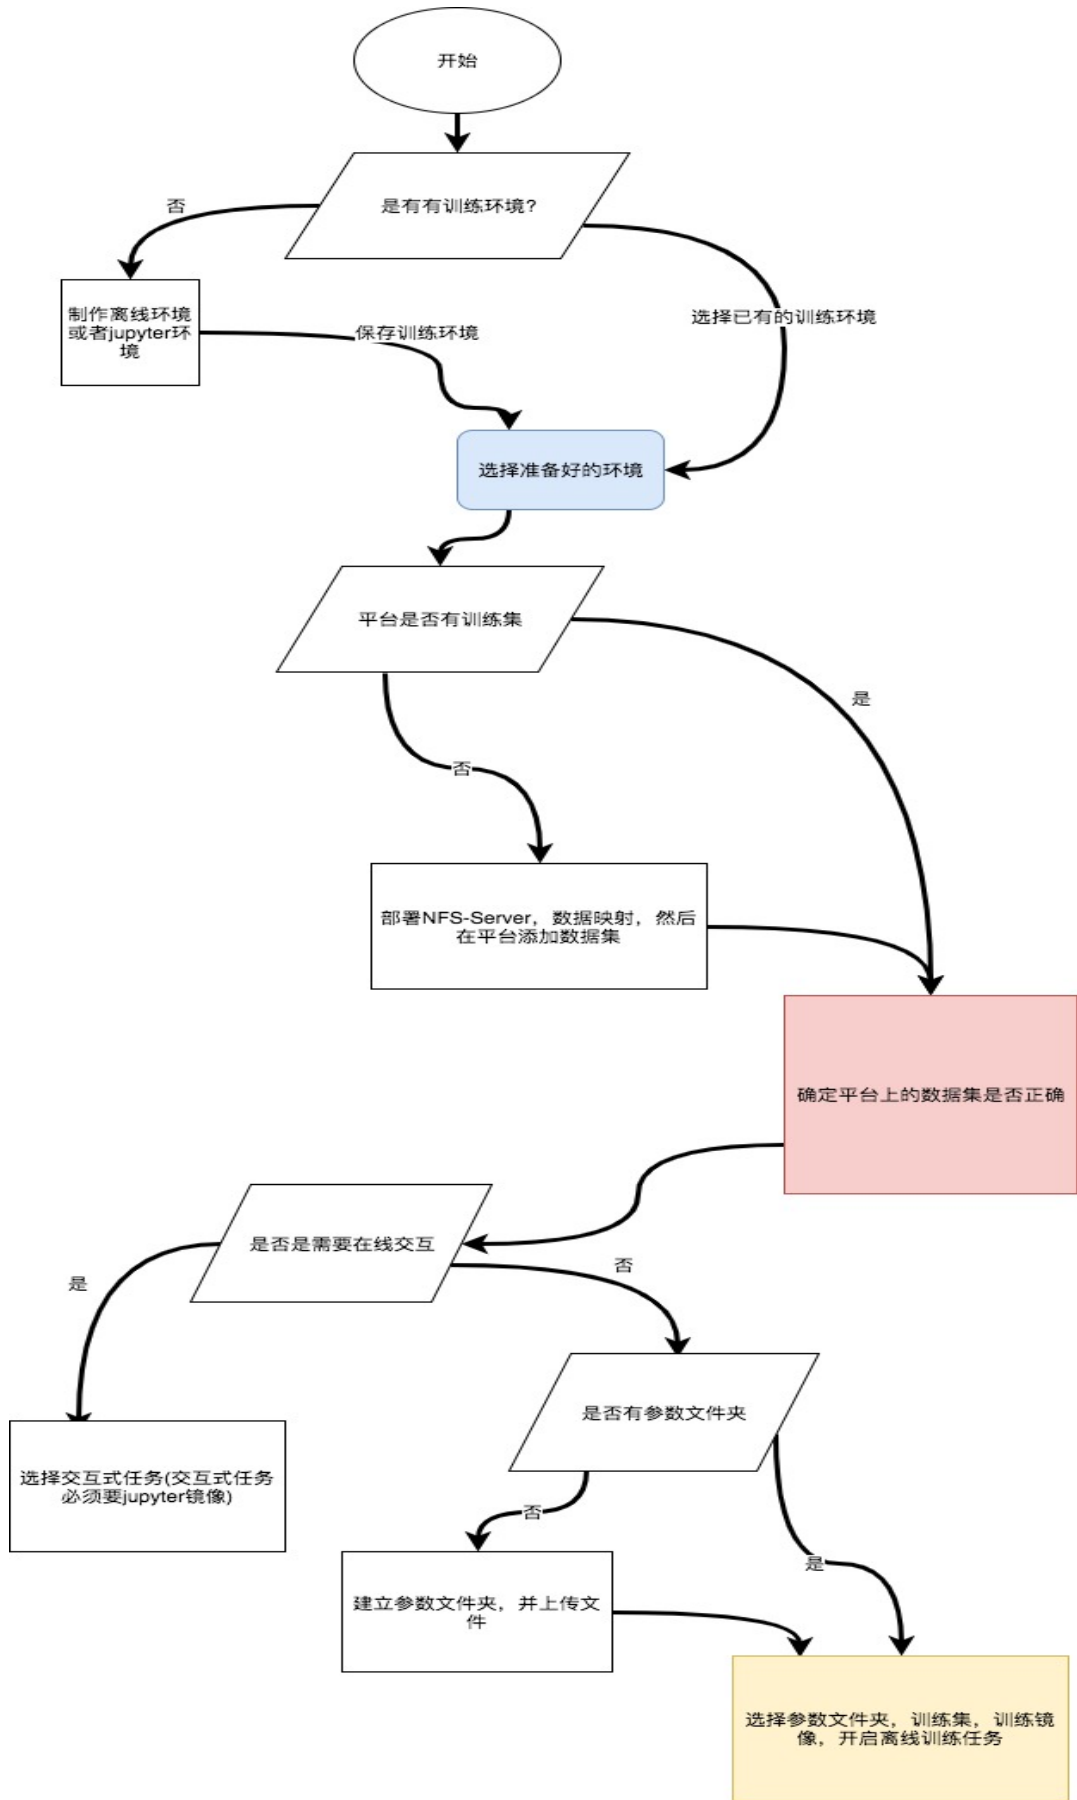 开始
是有有训练环境?
否
制作离线环境
或者jupyter环
境
保存训练环境
选择已有的训练环境
选择准备好的环境
平台是否有训练集
是
否
部署NFS-Server，数据映射，然后
在平台添加数据集
确定平台上的数据集是否正确
是否是需要在线交互
是
否
是否有参数文件夹
选择交互式任务(交互式任务
必须要jupyter镜像)
否
是
建立参数文件夹，并上传文
件
选择参数文件夹，训练集，训练镜
像，开启离线训练任务